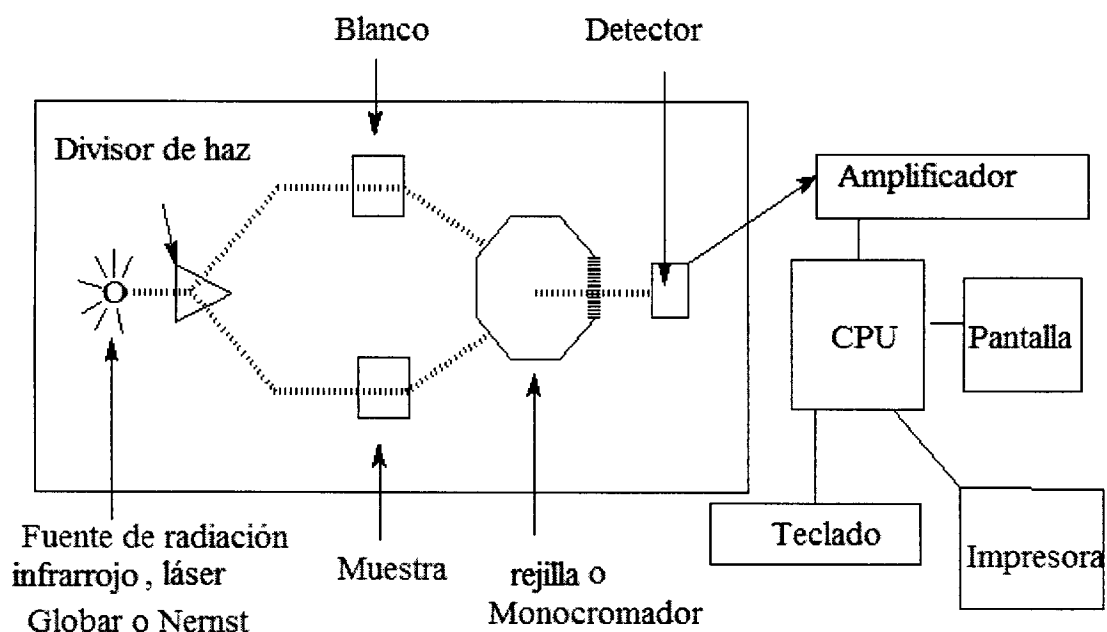 Blanco
Detector
Divisor de haz
Amplificador
CPU
Pantalla
Teclado
Impresora
Fuente de radiación
infrarrojo , láser
Globar o Nernst
Muestra
rejilla o
Monocromador